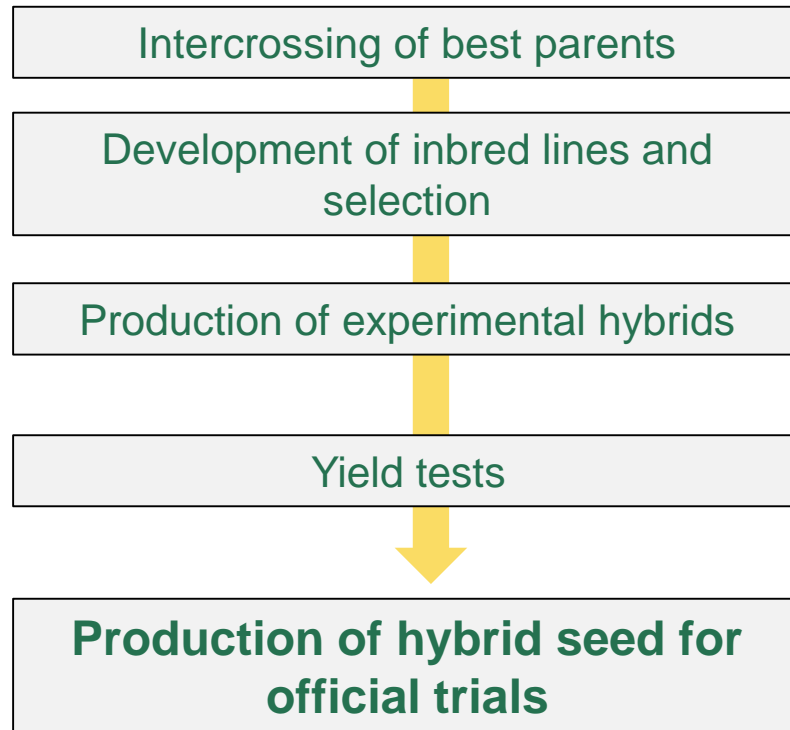 Intercrossing of best parents
Development of inbred lines and
selection
Production of experimental hybrids
Yield tests
Production of hybrid seed for
official trials